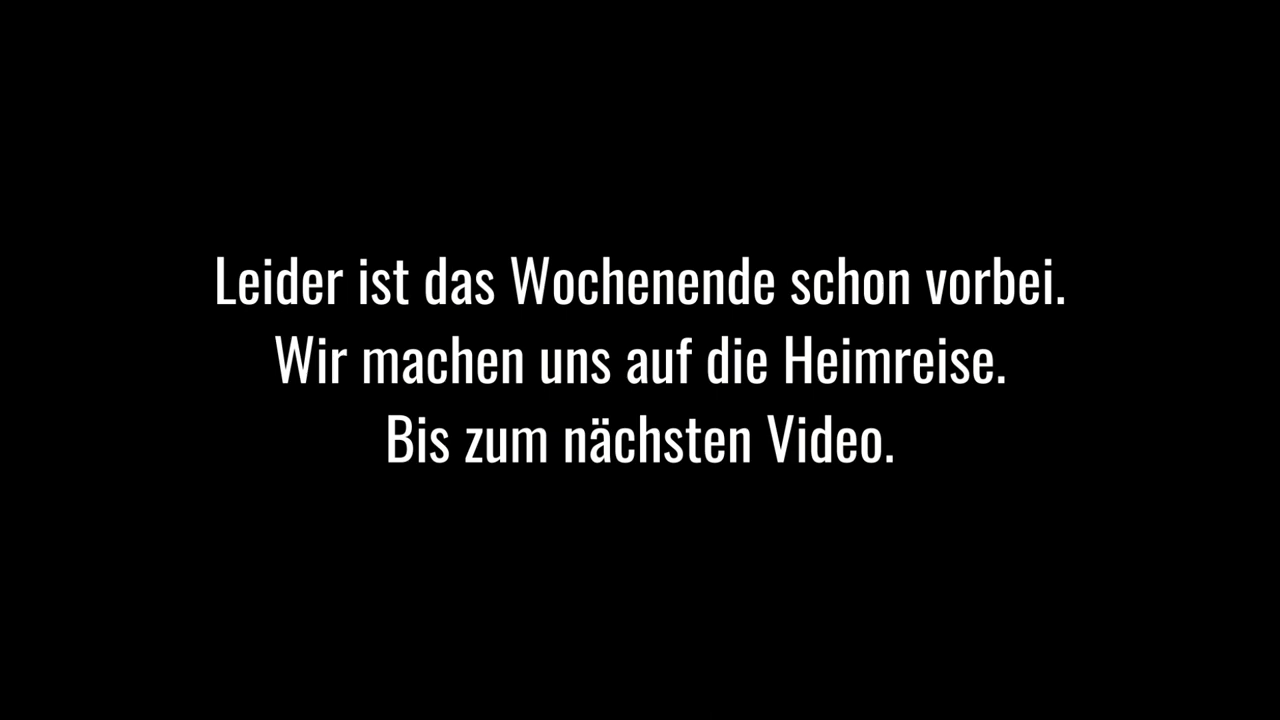 Leider ist das Wochenende schon vorbei.
Wir machen uns auf die Heimreise.
Bis zum nächsten Video.